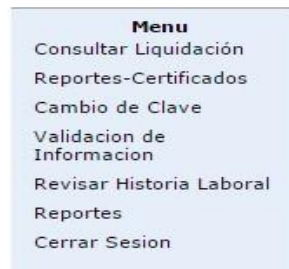 Menu
Consultar Liquidación
Reportes-Certificados
Cambio de Clave
Validacion de
Informacion
Revisar Historia Laboral
Reportes
Cerrar Sesion